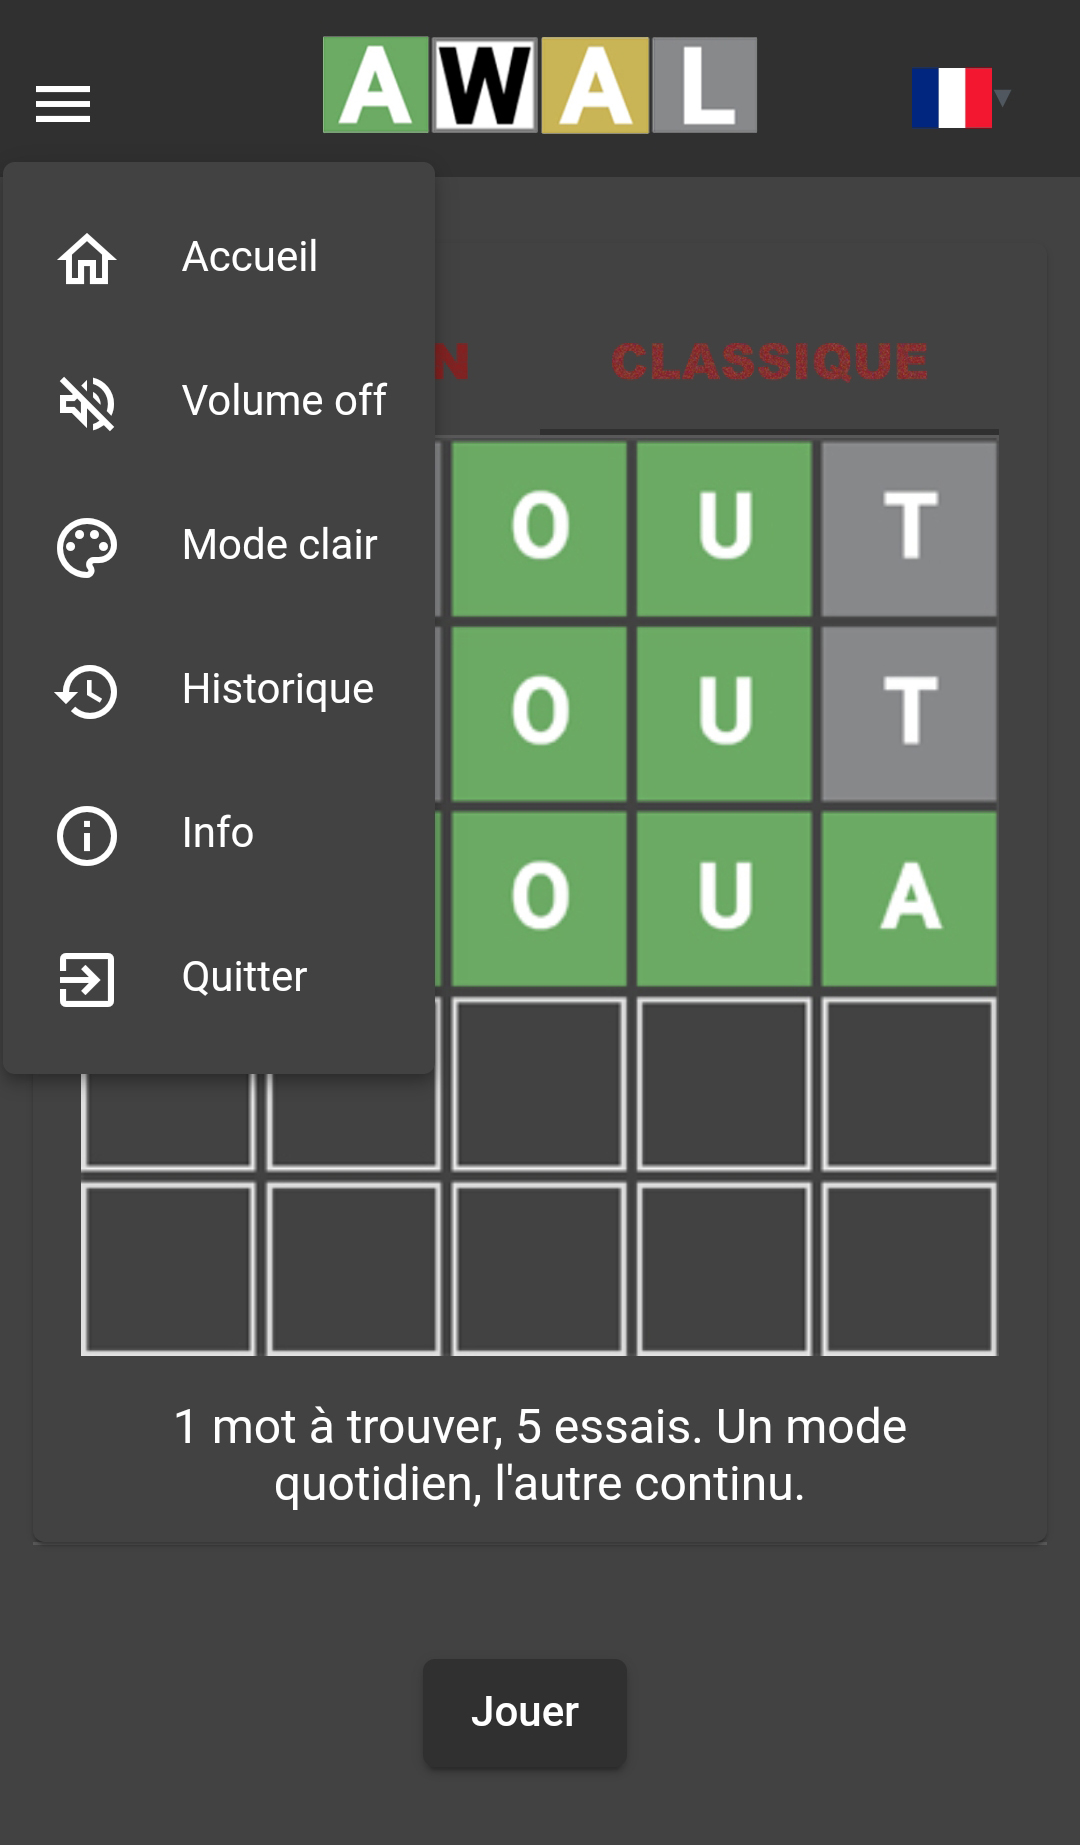 AWAL
Accueil
Volume off
Mode clair
Historique
Info
Quitter
N CLASSIQUE
O U T
O U T
O U A
1 mot à trouver, 5 essais. Un mode
quotidien, l'autre continu.
Jouer